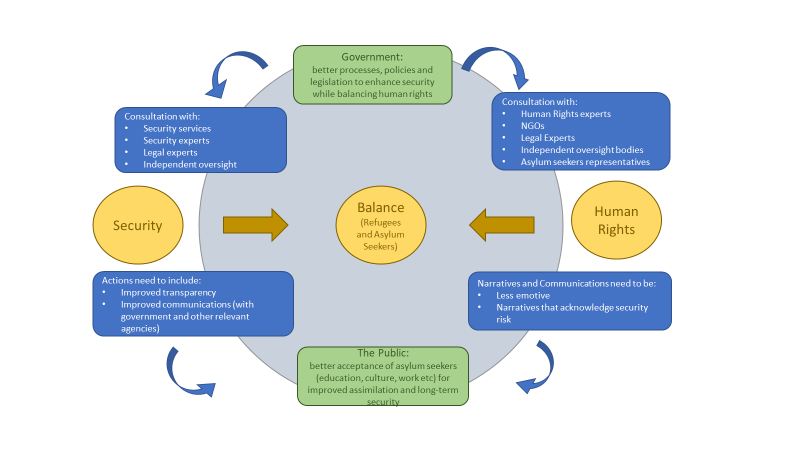 Government:
better processes, policies and
legislation to enhance security
while balancing human rights
Consultation with:
• Security services
• Security experts
• Legal experts
• Independent oversight
Consultation with:
• Human Rights experts
• NGOs
• Legal Experts
• Independent oversight bodies
• Asylum seekers representatives
Security
Balance
(Refugees
and Asylum
Seekers)
Human
Rights
Actions need to include:
• Improved transparency
• Improved communications (with
government and other relevant
agencies)
Narratives and Communications need to be:
• Less emotive
• Narratives that acknowledge security
risk
The Public:
better acceptance of asylum seekers
(education, culture, work etc) for
improved assimilation and long-term
security